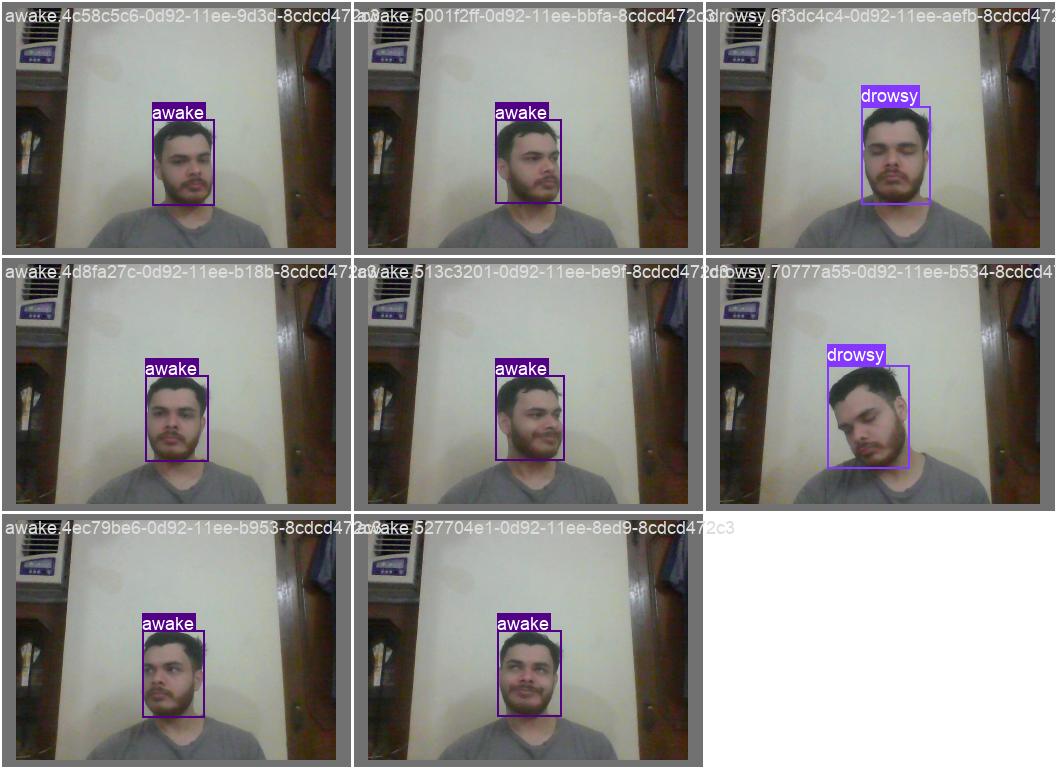 awake.4c58c5c6-0d92-11ee-9d3d-8cdcd472c3
awake.5001f2ff-0d92-11ee-bbfa-8cdcd472c3
drowsy.6f3dc4c4-0d92-11ee-aefb-8cdcd472
awake
awake
drowsy
awake.4d8fa27c-0d92-11ee-b18b-8cdcd472c3
awake.513c3201-0d92-11ee-be9f-8cdcd472c3
drowsy.70777a55-0d92-11ee-b534-8cdcd47
awake
awake
drowsy
awake.4ec79be6-0d92-11ee-b953-8cdcd472c3
awake.527704e1-0d92-11ee-8ed9-8cdcd472c3
awake
awake